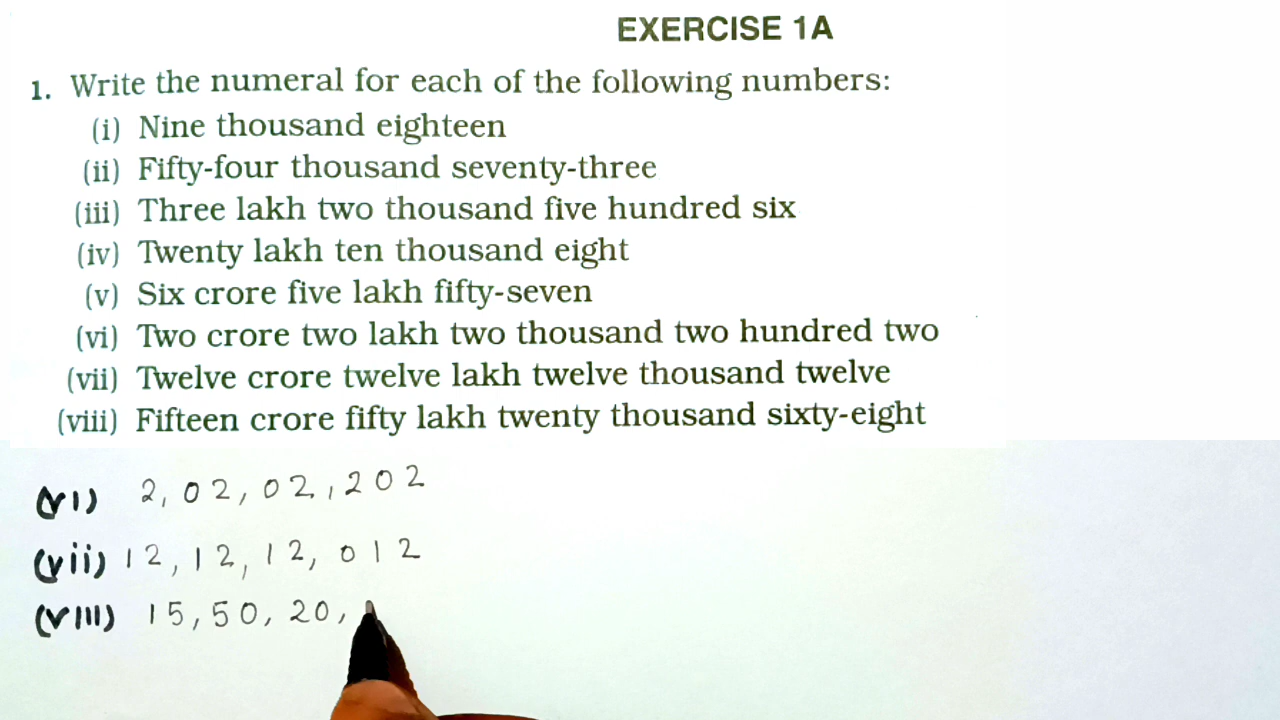 EXERCISE 1A
1. Write the numeral for each of the following numbers:
(i) Nine thousand eighteen
(ii) Fifty-four thousand seventy-three
(iii) Three lakh two thousand five hundred six
(iv) Twenty lakh ten thousand eight
(v) Six crore five lakh fifty-seven
(vi) Two crore two lakh two thousand two hundred two
(vii) Twelve crore twelve lakh twelve thousand twelve
(viii) Fifteen crore fifty lakh twenty thousand sixty-eight
(vi) 2,02,02,202
(vii) 12,12,12,012
(viii) 15,50,20,